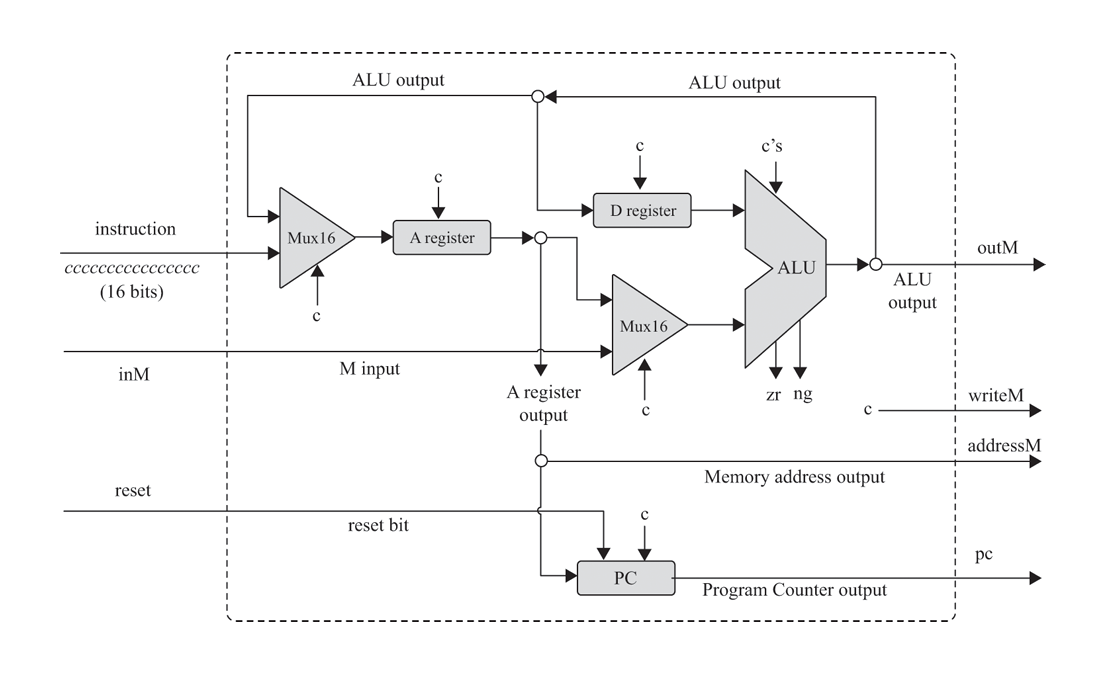 ALU output
ALU output
c
c's
c
D register
instruction
Mux16
A register
outM
cccccccccccccccc
(16 bits)
ALU
ALU
output
c
Mux16
inM
M input
zr
ng
writeM
A register
output
c
c
addressM
Memory address output
reset
reset bit
c
pc
PC
Program Counter output